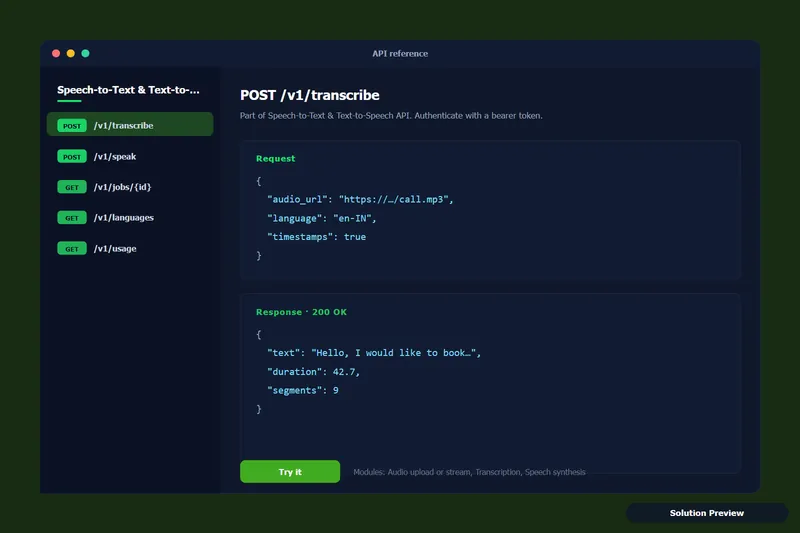 API reference
Speech-to-Text & Text-to-...
POST /v1/transcribe
POST /v1/speak
GET /v1/jobs/{id}
GET /v1/languages
GET /v1/usage
POST /v1/transcribe
Part of Speech-to-Text & Text-to-Speech API. Authenticate with a bearer token.
Request
{
"audio_url": "https://…/call.mp3",
"language": "en-IN",
"timestamps": true
}
Response · 200 OK
{
"text": "Hello, I would like to book…",
"duration": 42.7,
"segments": 9
}
Try it
Modules: Audio upload or stream, Transcription, Speech synthesis
Solution Preview